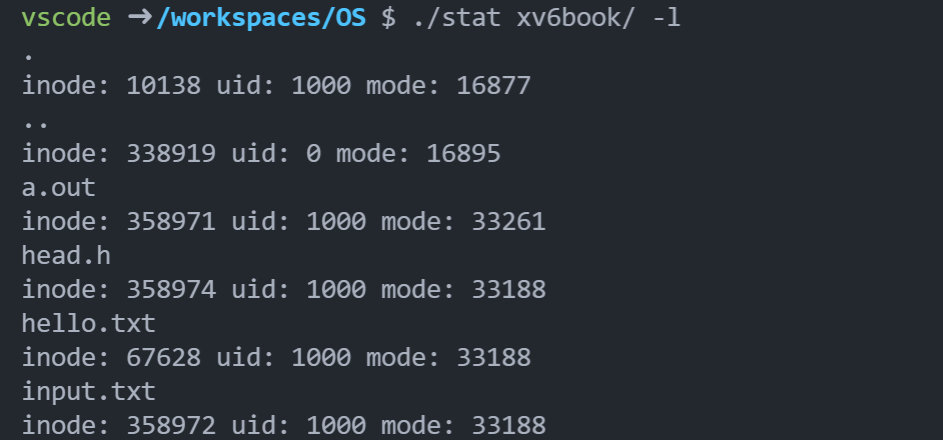 vscode ➜ /workspaces/OS $ ./stat xv6book/ -l
.
inode: 10138 uid: 1000 mode: 16877
..
inode: 338919 uid: 0 mode: 16895
a.out
inode: 358971 uid: 1000 mode: 33261
head.h
inode: 358974 uid: 1000 mode: 33188
hello.txt
inode: 67628 uid: 1000 mode: 33188
input.txt
inode: 358972 uid: 1000 mode: 33188